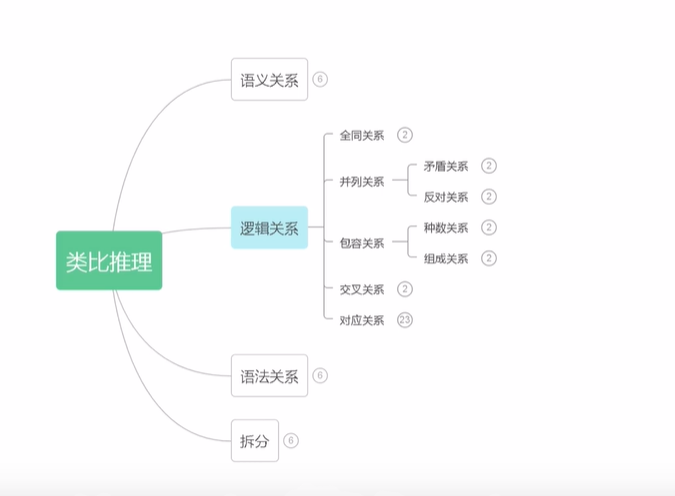 语义关系 6
全同关系 2
矛盾关系 2
并列关系
反对关系 2
逻辑关系
种数关系 2
包容关系
组成关系 2
类比推理
交叉关系 2
对应关系 23
语法关系 6
拆分 6